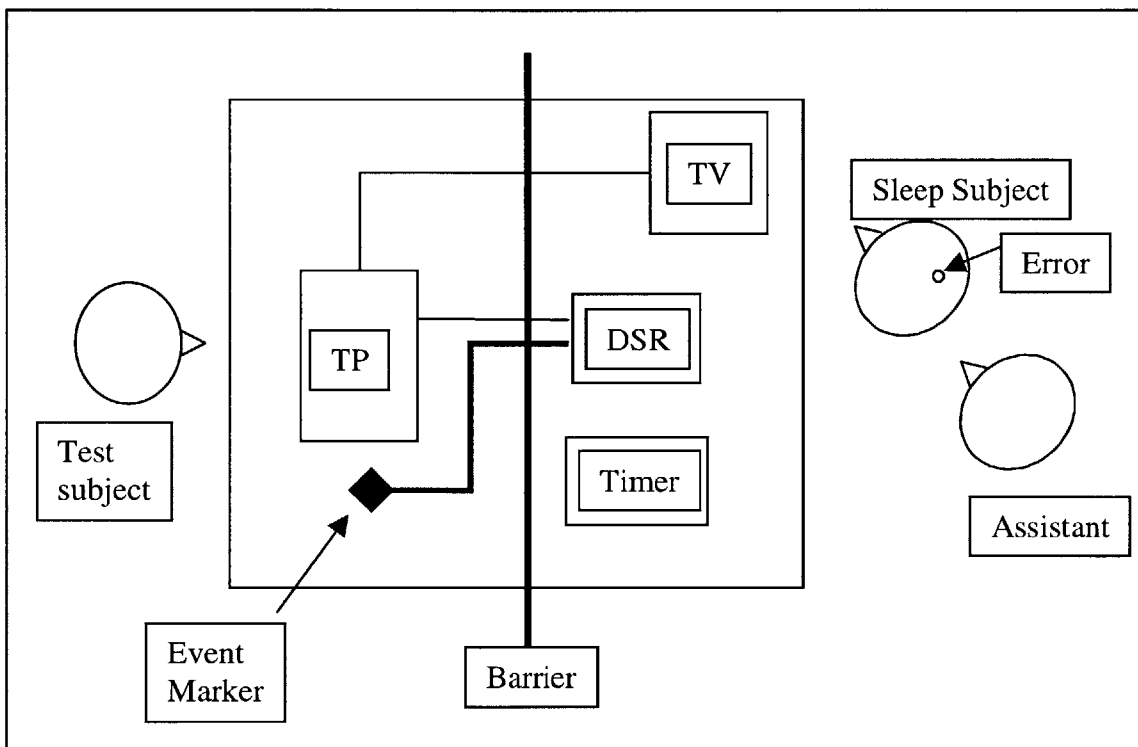 TV
Sleep Subject
Error
TP
DSR
Test
subject
Timer
Assistant
Event
Marker
Barrier